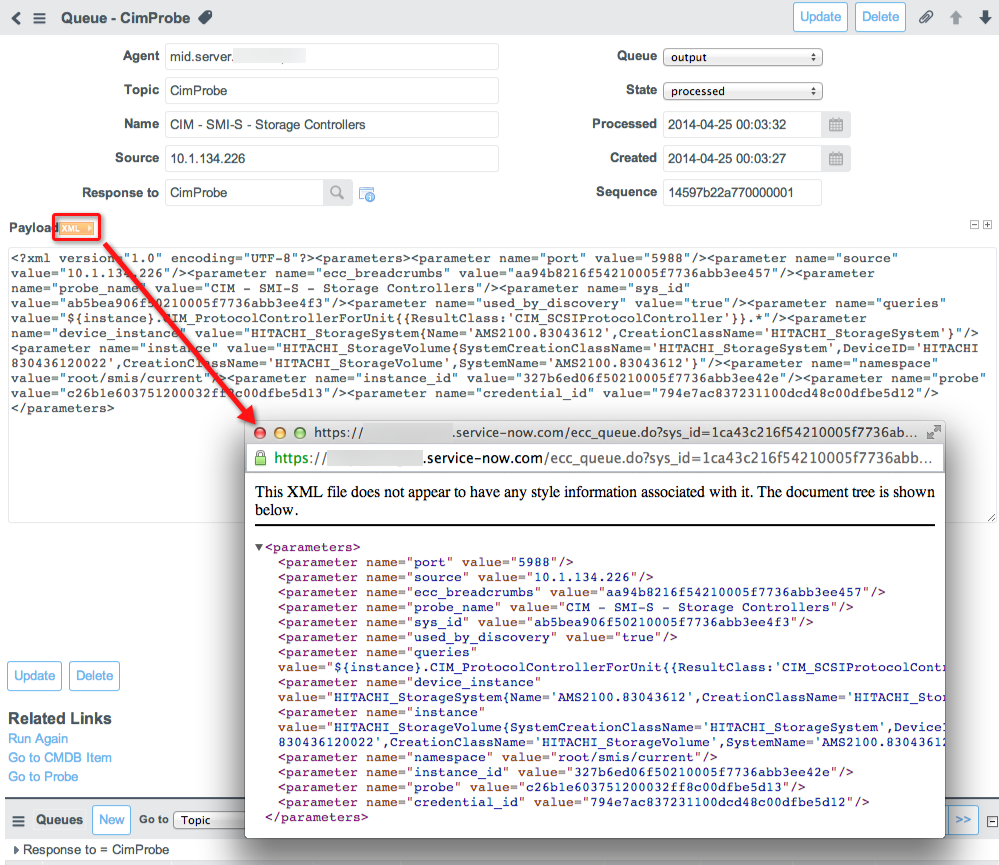 Queue - CimProbe
Update Delete
Agent mid.server.
Queue output
Topic CimProbe
State processed
Name CIM - SMI-S - Storage Controllers
Processed 2014-04-25 00:03:32
Source 10.1.134.226
Created 2014-04-25 00:03:27
Response to CimProbe
Sequence 14597b22a770000001
Payload XML
<?xml version="1.0" encoding="UTF-8"?><parameters><parameter name="port" value="5988"/><parameter name="source"
value="10.1.134.226"/><parameter name="ecc_breadcrumbs" value="aa94b8216f54210005f7736abb3ee457"/><parameter
name="probe_name" value="CIM - SMI-S - Storage Controllers"/><parameter name="sys_id"
value="ab5bea906f50210005f7736abb3ee4f3"/><parameter name="used_by_discovery" value="true"/><parameter name="queries"
value="${instance}.CIM_ProtocolControllerForUnit{{ResultClass:'CIM_SCSIProtocolController'}}.*"/><parameter
name="device_instance" value="HITACHI_StorageSystem{Name='AMS2100.83043612',CreationClassName='HITACHI_StorageSystem'}"/>
<parameter name="instance" value="HITACHI_StorageVolume{SystemCreationClassName='HITACHI_StorageSystem',DeviceID='HITACHI
830436120022',CreationClassName='HITACHI_StorageVolume',SystemName='AMS2100.83043612'}"/><parameter name="namespace"
value="root/smis/current"/><parameter name="instance_id" value="327b6ed06f50210005f7736abb3ee42e"/><parameter name="probe"
value="c26b1e603751200032ff8c00dfbe5d13"/><parameter name="credential_id" value="794e7ac837231100dcd48c00dfbe5d12"/>
</parameters>
https:// .service-now.com/ecc_queue.do?sys_id=1ca43c216f54210005f7736ab...
https:// .service-now.com/ecc_queue.do?sys_id=1ca43c216f54210005f7736abb...
This XML file does not appear to have any style information associated with it. The document tree is shown
below.
▼<parameters>
<parameter name="port" value="5988"/>
<parameter name="source" value="10.1.134.226"/>
<parameter name="ecc_breadcrumbs" value="aa94b8216f54210005f7736abb3ee457"/>
<parameter name="probe_name" value="CIM - SMI-S - Storage Controllers"/>
<parameter name="sys_id" value="ab5bea906f50210005f7736abb3ee4f3"/>
<parameter name="used_by_discovery" value="true"/>
<parameter name="queries"
value="${instance}.CIM_ProtocolControllerForUnit{{ResultClass:'CIM_SCSIProtocolContr
<parameter name="device_instance"
value="HITACHI_StorageSystem{Name='AMS2100.83043612',CreationClassName='HITACHI_Stor
<parameter name="instance"
value="HITACHI_StorageVolume{SystemCreationClassName='HITACHI_StorageSystem',DeviceI
830436120022',CreationClassName='HITACHI_StorageVolume',SystemName='AMS2100.83043612
<parameter name="namespace" value="root/smis/current"/>
<parameter name="instance_id" value="327b6ed06f50210005f7736abb3ee42e"/>
<parameter name="probe" value="c26b1e603751200032ff8c00dfbe5d13"/>
<parameter name="credential_id" value="794e7ac837231100dcd48c00dfbe5d12"/>
</parameters>
Update Delete
Related Links
Run Again
Go to CMDB Item
Go to Probe
Queues New Go to Topic >>
Response to = CimProbe